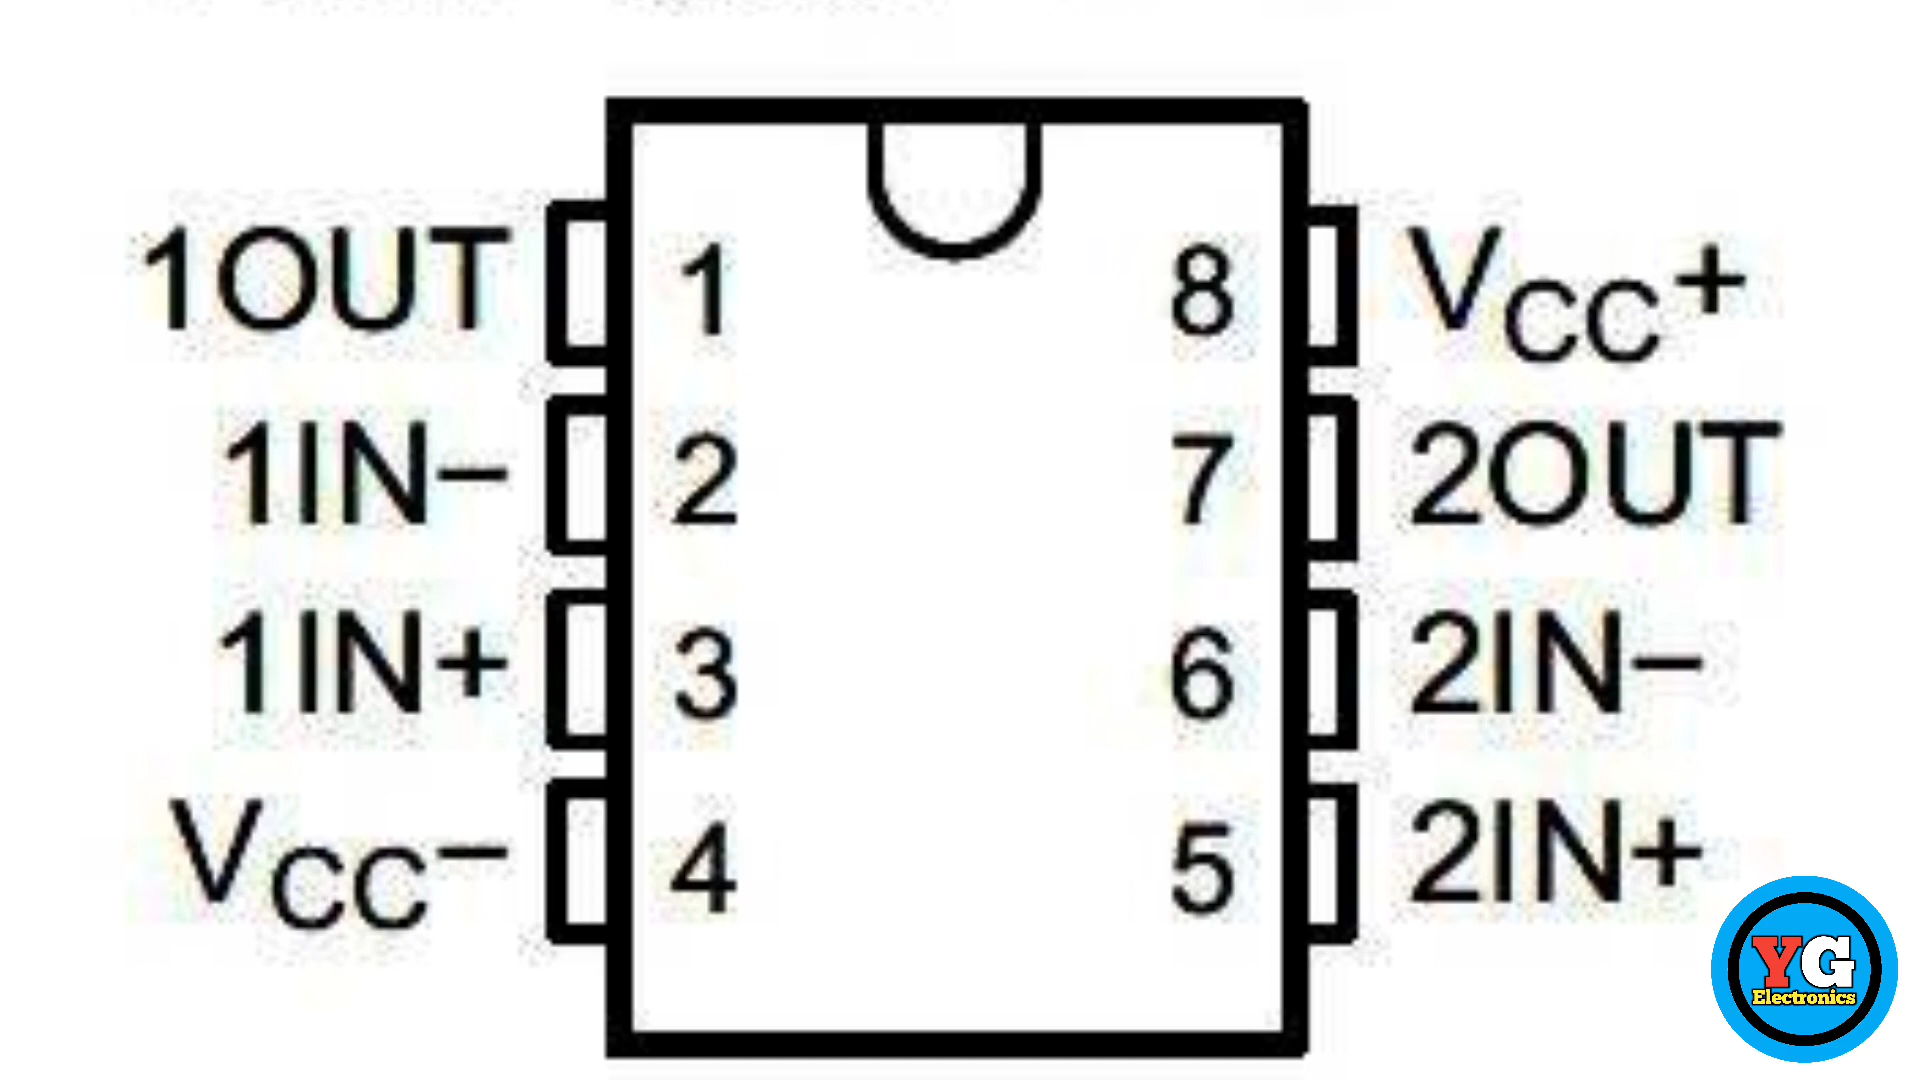 1OUT 1 8 VCC+
1IN– 2 7 2OUT
1IN+ 3 6 2IN–
VCC– 4 5 2IN+
YG
Electronics